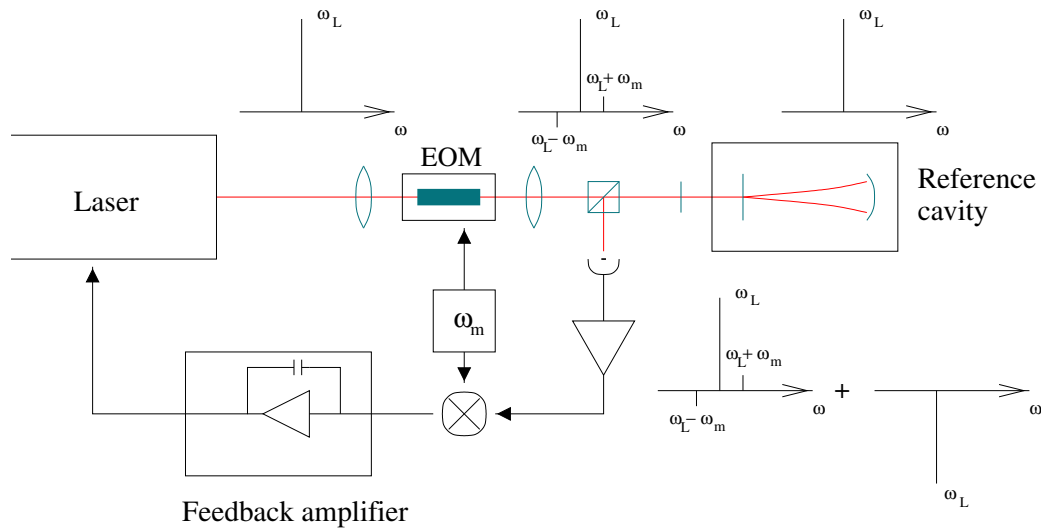 ω_L
ω
ω_L
ω_L+ ω_m
ω_L− ω_m
ω
ω_L
ω
Laser
EOM
Reference
cavity
ω_m
-
ω_L
ω_L+ ω_m
ω_L− ω_m
ω
+
ω
ω_L
Feedback amplifier